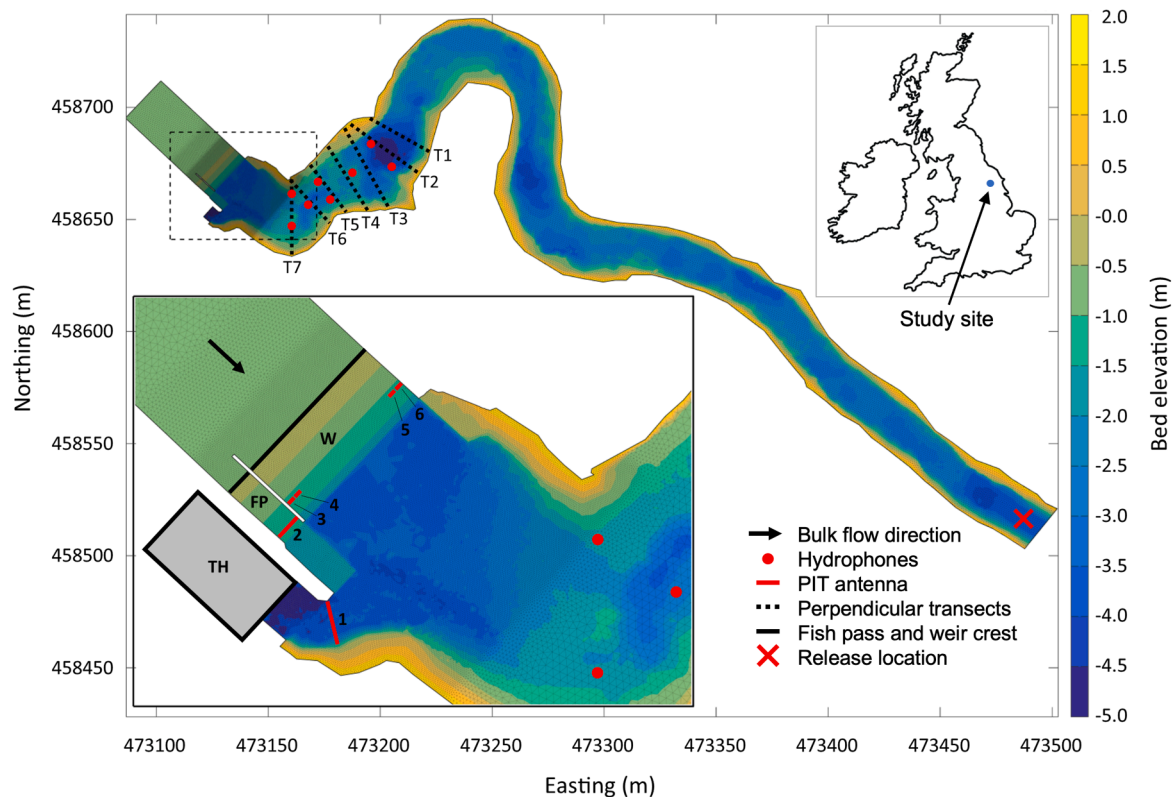 Northing (m)
458700
458650
458600
458550
458500
458450
473100
473150
473200
473250
473300
473350
473400
473450
473500
Easting (m)
T1
T2
T3
T4
T5
T6
T7
Study site
W
FP
TH
1
2
3
4
5
6
Bulk flow direction
Hydrophones
PIT antenna
Perpendicular transects
Fish pass and weir crest
Release location
2.0
1.5
1.0
0.5
-0.0
-0.5
-1.0
-1.5
-2.0
-2.5
-3.0
-3.5
-4.0
-4.5
-5.0
Bed elevation (m)